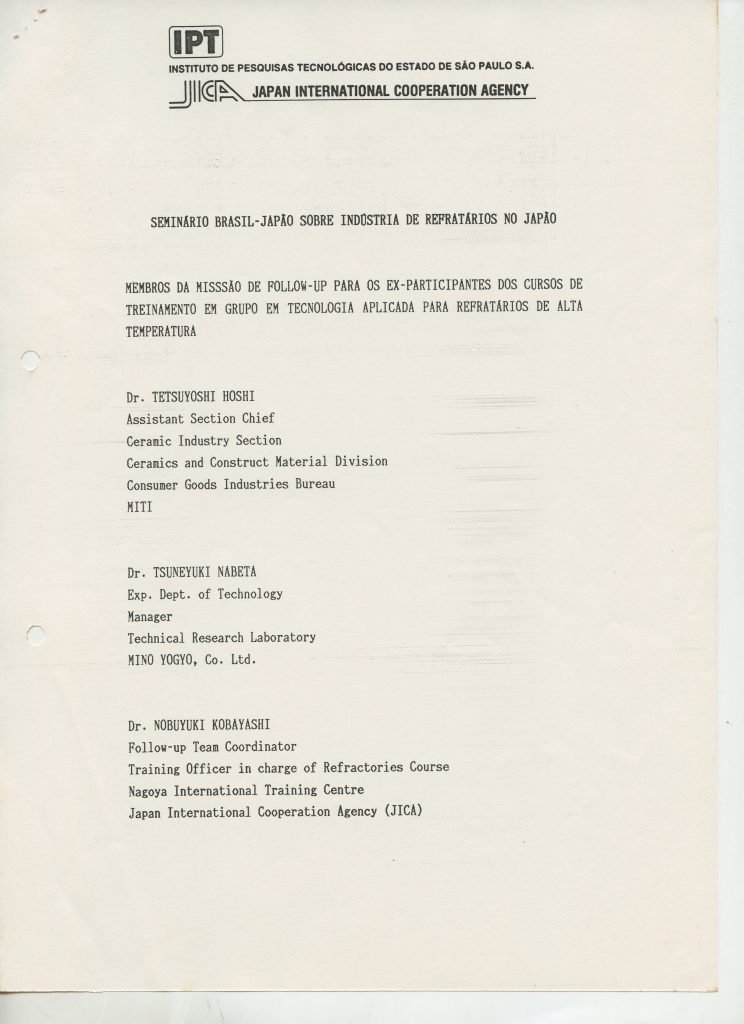 IPT
INSTITUTO DE PESQUISAS TECNOLÓGICAS DO ESTADO DE SÃO PAULO S.A.
JICA JAPAN INTERNATIONAL COOPERATION AGENCY
SEMINÁRIO BRASIL-JAPÃO SOBRE INDÚSTRIA DE REFRATÁRIOS NO JAPÃO
MEMBROS DA MISSSÃO DE FOLLOW-UP PARA OS EX-PARTICIPANTES DOS CURSOS DE
TREINAMENTO EM GRUPO EM TECNOLOGIA APLICADA PARA REFRATÁRIOS DE ALTA
TEMPERATURA
Dr. TETSUYOSHI HOSHI
Assistant Section Chief
Ceramic Industry Section
Ceramics and Construct Material Division
Consumer Goods Industries Bureau
MITI
Dr. TSUNEYUKI NABETA
Exp. Dept. of Technology
Manager
Technical Research Laboratory
MINO YOGYO, Co. Ltd.
Dr. NOBUYUKI KOBAYASHI
Follow-up Team Coordinator
Training Officer in charge of Refractories Course
Nagoya International Training Centre
Japan International Cooperation Agency (JICA)